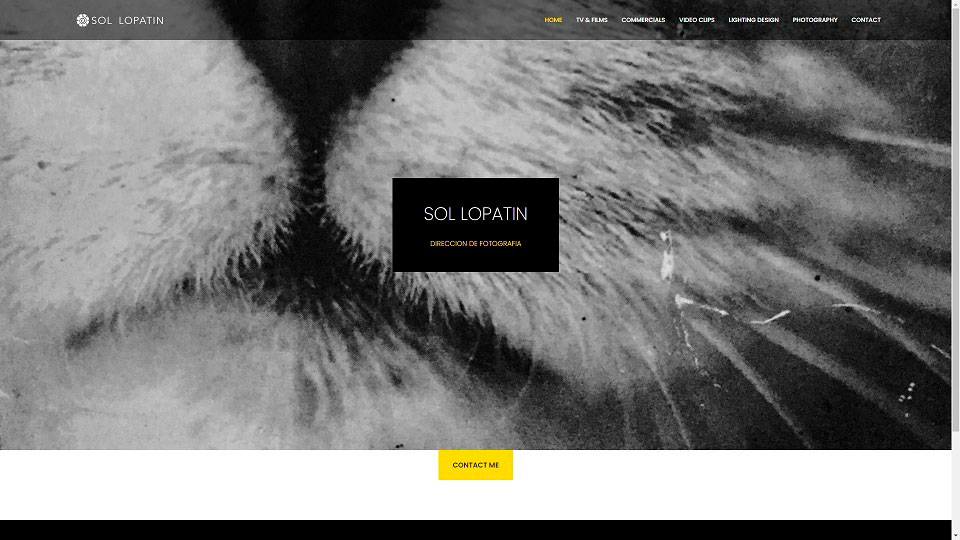 SOL LOPATIN
HOME TV & FILMS COMMERCIALS VIDEO CLIPS LIGHTING DESIGN PHOTOGRAPHY CONTACT
SOL LOPATIN
DIRECCION DE FOTOGRAFIA
CONTACT ME